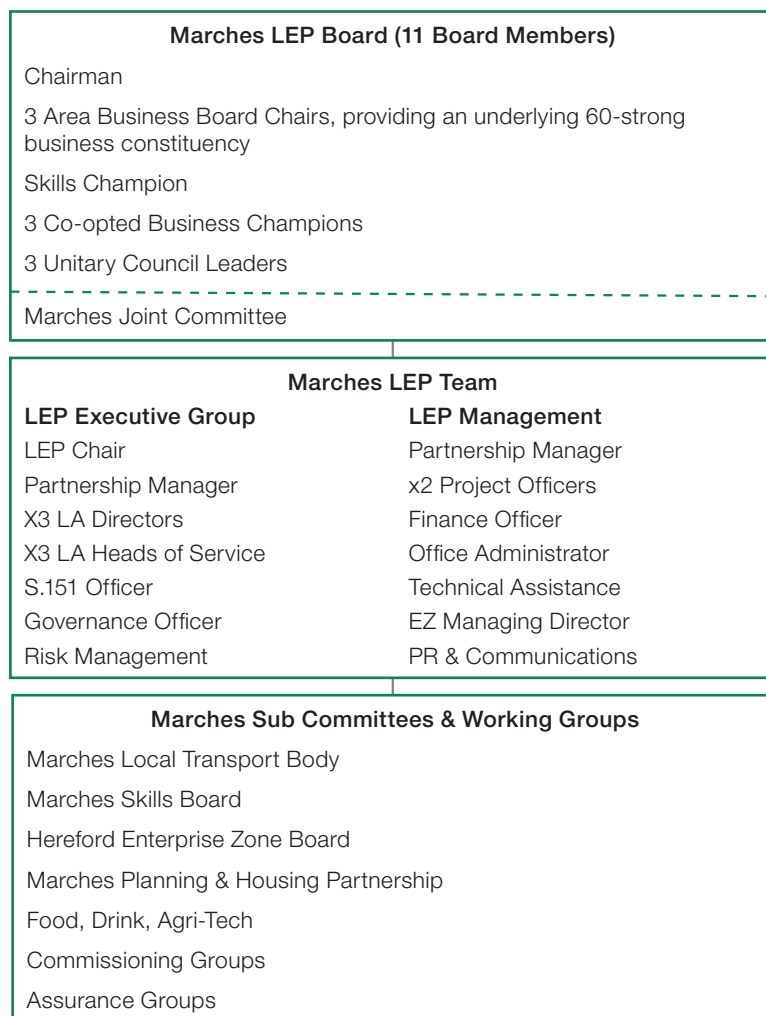 Marches LEP Board (11 Board Members)
Chairman
3 Area Business Board Chairs, providing an underlying 60-strong
business constituency
Skills Champion
3 Co-opted Business Champions
3 Unitary Council Leaders
Marches Joint Committee
Marches LEP Team
LEP Executive Group
LEP Chair
Partnership Manager
X3 LA Directors
X3 LA Heads of Service
S.151 Officer
Governance Officer
Risk Management
LEP Management
Partnership Manager
x2 Project Officers
Finance Officer
Office Administrator
Technical Assistance
EZ Managing Director
PR & Communications
Marches Sub Committees & Working Groups
Marches Local Transport Body
Marches Skills Board
Hereford Enterprise Zone Board
Marches Planning & Housing Partnership
Food, Drink, Agri-Tech
Commissioning Groups
Assurance Groups